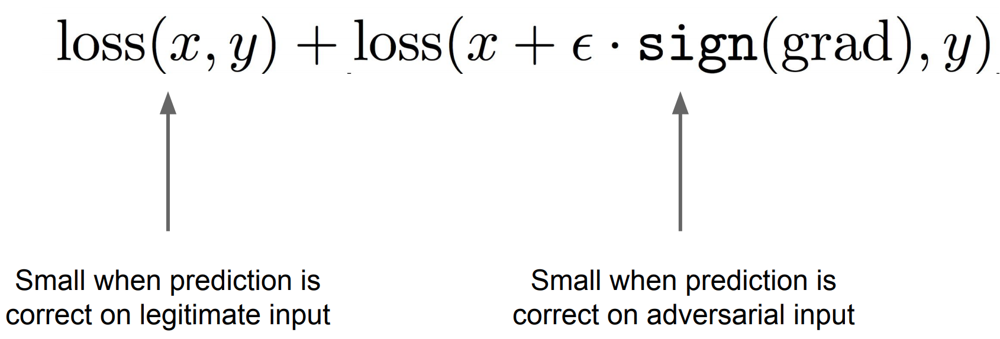 loss(x, y) + loss(x + ϵ · sign(grad), y)
Small when prediction is
correct on legitimate input
Small when prediction is
correct on adversarial input